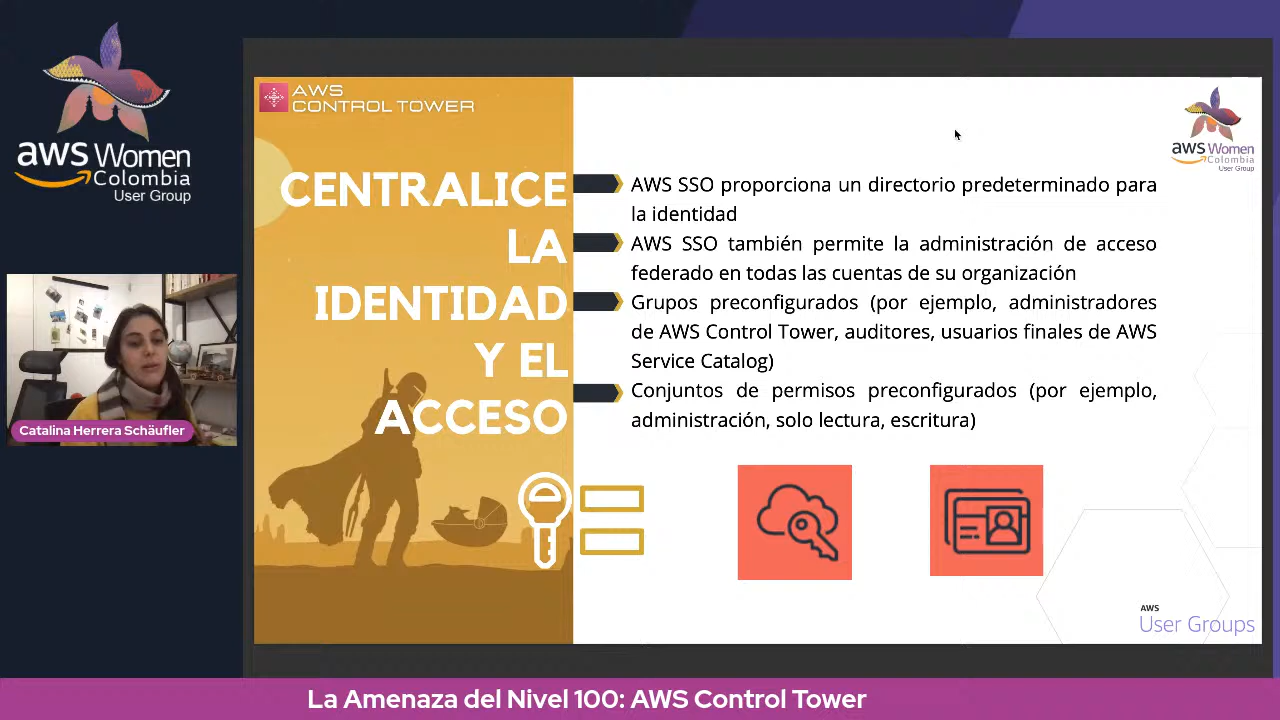 aws Women
Colombia
User Group
Catalina Herrera Schäufler
AWS
CONTROL TOWER
CENTRALICE
LA
IDENTIDAD
Y EL
ACCESO
aws Women
Colombia
User Group
AWS SSO proporciona un directorio predeterminado para
la identidad
AWS SSO también permite la administración de acceso
federado en todas las cuentas de su organización
Grupos preconfigurados (por ejemplo, administradores
de AWS Control Tower, auditores, usuarios finales de AWS
Service Catalog)
Conjuntos de permisos preconfigurados (por ejemplo,
administración, solo lectura, escritura)
AWS
User Groups
La Amenaza del Nivel 100: AWS Control Tower